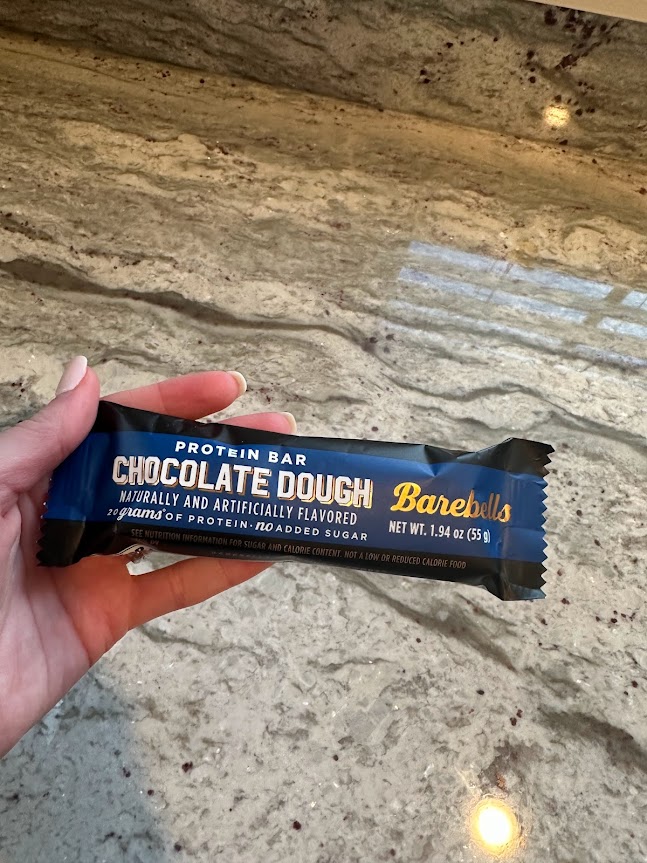 PROTEIN BAR
CHOCOLATE DOUGH
NATURALLY AND ARTIFICIALLY FLAVORED
20 grams* OF PROTEIN • no ADDED SUGAR
SEE NUTRITION INFORMATION FOR SUGAR AND CALORIE CONTENT. NOT A LOW OR REDUCED CALORIE FOOD
Barebells
NET WT. 1.94 oz (55 g)